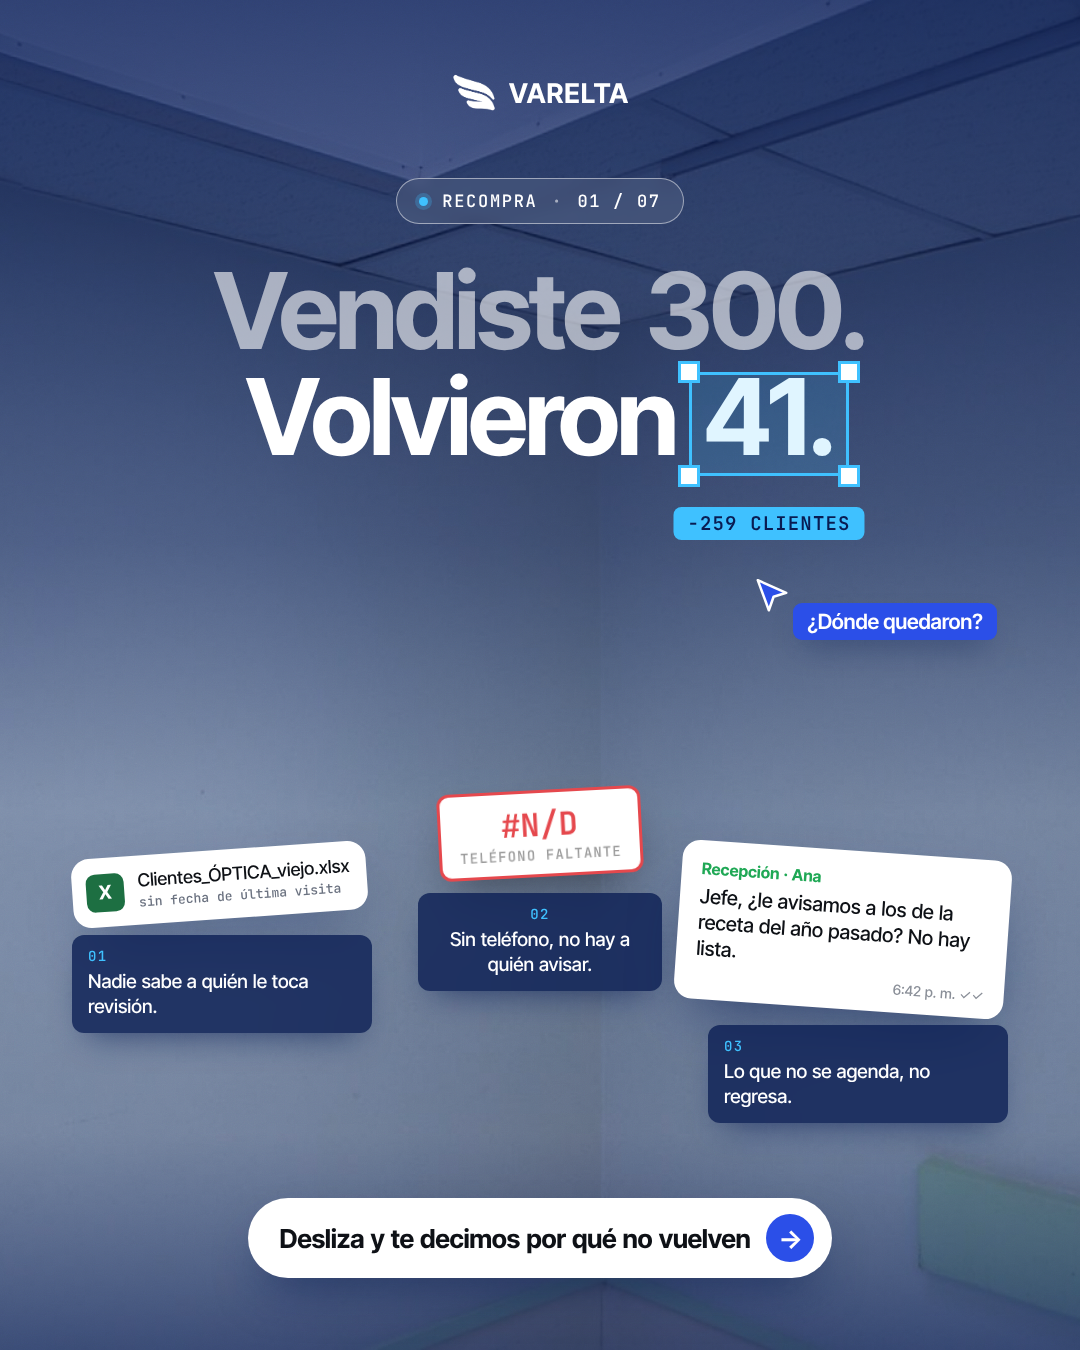 VARELTA
RECOMPRA · 01 / 07
Vendiste 300.
Volvieron 41.
-259 CLIENTES
¿Dónde quedaron?
X
Clientes_ÓPTICA_viejo.xlsx
sin fecha de última visita
01
Nadie sabe a quién le toca
revisión.
#N/D
TELÉFONO FALTANTE
02
Sin teléfono, no hay a
quién avisar.
Recepción · Ana
Jefe, ¿le avisamos a los de la
receta del año pasado? No hay
lista.
6:42 p. m. ✓✓
03
Lo que no se agenda, no
regresa.
Desliza y te decimos por qué no vuelven →